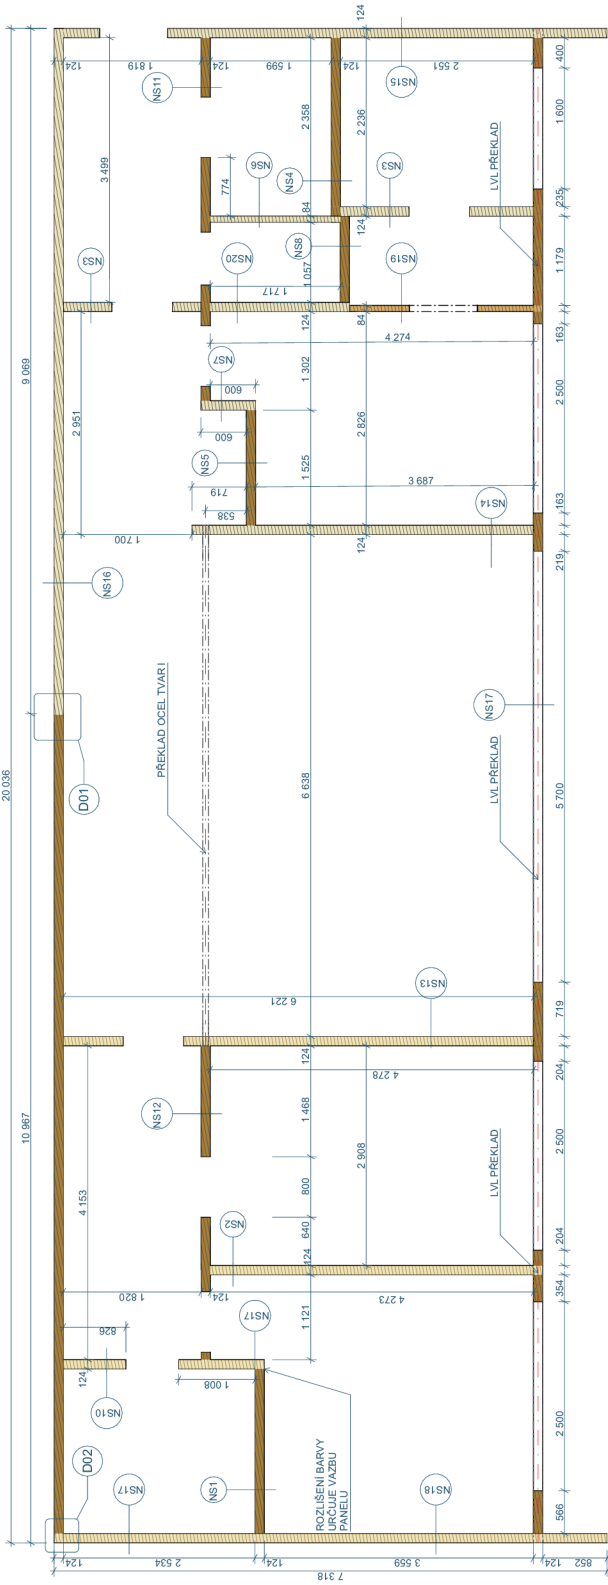 124
124
1 819
124
1 599
124
2 551
400
NS11
NS15
1 600
2 358
2 236
3 499
LVL PŘEKLAD
774
NS6
NS4
NS3
235
84
124
1 179
NS3
NS20
NS8
NS19
1 057
1 717
124
84
163
4 274
9 069
1 302
NS7
600
2 500
2 951
2 826
600
NS5
1 525
719
3 687
538
NS14
163
1 700
124
219
NS16
PŘEKLAD OCEL TVAR I
NS17
20 036
D01
6 638
LVL PŘEKLAD
5 700
NS13
6 221
719
124
204
4 278
NS12
1 468
2 500
10 967
2 908
4 153
800
LVL PŘEKLAD
NS2
640
204
124
354
1 820
124
4 273
1 121
826
NS17
124
1 008
NS10
2 500
D02
NS17
NS1
ROZLIŠENÍ BARVY
URČUJE VAZBU
PANELU
NS18
566
124
2 534
124
3 559
124
852
7 318